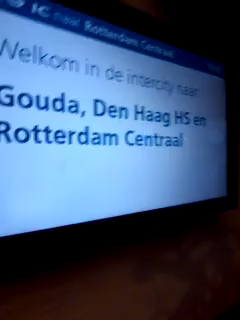 IC naar Rotterdam Centraal
Welkom in de intercity naar
Gouda, Den Haag HS en
Rotterdam Centraal